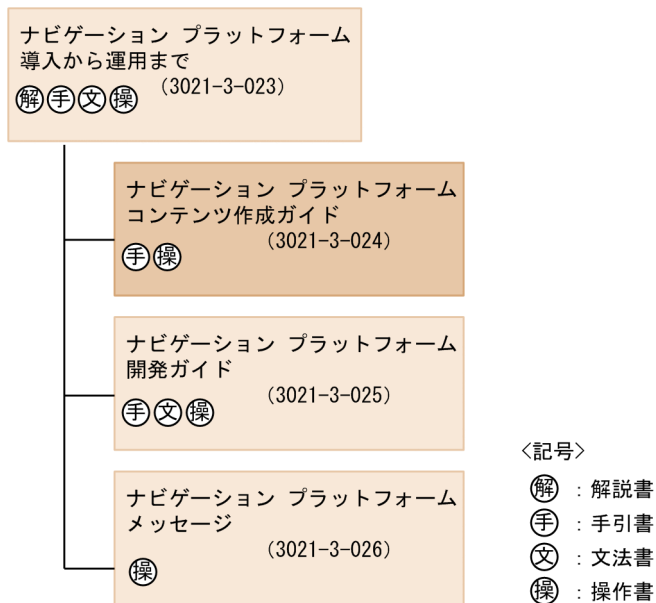 ナビゲーション プラットフォーム
導入から運用まで
(3021-3-023)
解手文操
ナビゲーション プラットフォーム
コンテンツ作成ガイド
(3021-3-024)
手操
ナビゲーション プラットフォーム
開発ガイド
(3021-3-025)
手文操
ナビゲーション プラットフォーム
メッセージ
(3021-3-026)
操
〈記号〉
解 : 解説書
手 : 手引書
文 : 文法書
操 : 操作書